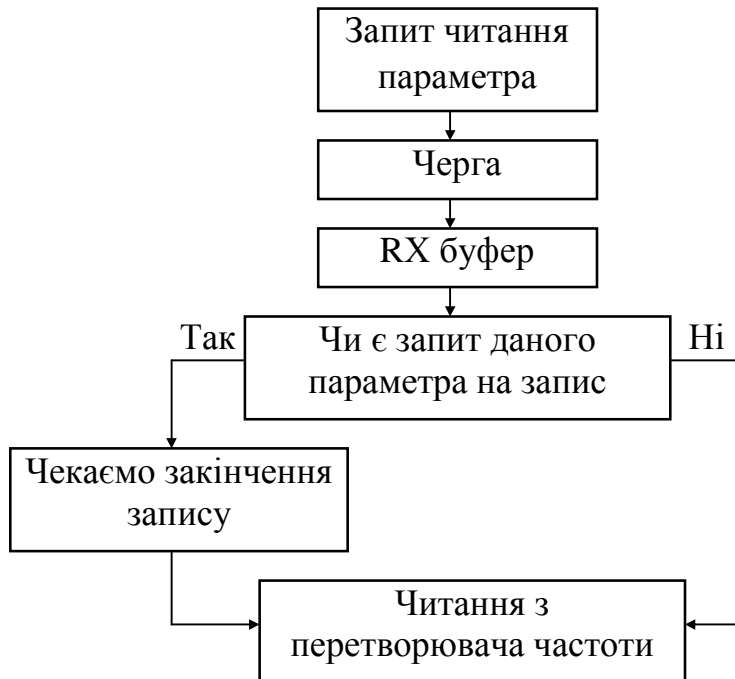 Запит читання
параметра
Черга
RX буфер
Так
Чи є запит даного
параметра на запис
Ні
Чекаємо закінчення
запису
Читання з
перетворювача частоти